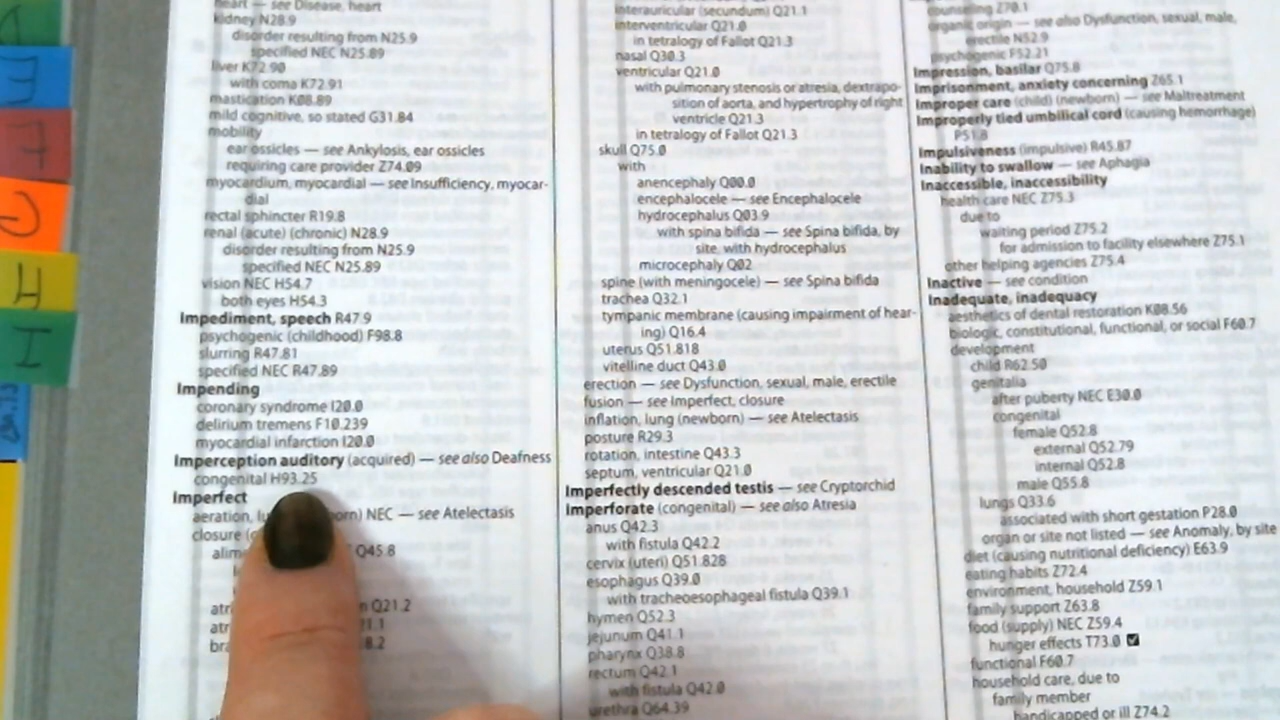 heart — see Disease, heart
kidney N28.9
disorder resulting from N25.9
specified NEC N25.89
liver K72.90
with coma K72.91
mastication K08.89
mild cognitive, so stated G31.84
mobility
ear ossicles — see Ankylosis, ear ossicles
requiring care provider Z74.09
myocardium, myocardial — see Insufficiency, myocar-
dial
rectal sphincter R19.8
renal (acute) (chronic) N28.9
disorder resulting from N25.9
specified NEC N25.89
vision NEC H54.7
both eyes H54.3
Impediment, speech R47.9
psychogenic (childhood) F98.8
slurring R47.81
specified NEC R47.89
Impending
coronary syndrome I20.0
delirium tremens F10.239
myocardial infarction I20.0
Imperception auditory (acquired) — see also Deafness
congenital H93.25
Imperfect
aeration, NEC — see Atelectasis
closure
Q45.8
Q21.2
interauricular (secundum) Q21.1
interventricular Q21.0
in tetralogy of Fallot Q21.3
nasal Q30.3
ventricular Q21.0
with pulmonary stenosis or atresia, dextrapo-
sition of aorta, and hypertrophy of right
ventricle Q21.3
in tetralogy of Fallot Q21.3
skull Q75.0
with
anencephaly Q00.0
encephalocele — see Encephalocele
hydrocephalus Q03.9
with spina bifida — see Spina bifida, by
site, with hydrocephalus
microcephaly Q02
spine (with meningocele) — see Spina bifida
trachea Q32.1
tympanic membrane (causing impairment of hear-
ing) Q16.4
uterus Q51.818
vitelline duct Q43.0
erection — see Dysfunction, sexual, male, erectile
fusion — see Imperfect, closure
inflation, lung (newborn) — see Atelectasis
posture R29.3
rotation, intestine Q43.3
septum, ventricular Q21.0
Imperfectly descended testis — see Cryptorchid
Imperforate (congenital) — see also Atresia
anus Q42.3
with fistula Q42.2
cervix (uteri) Q51.828
esophagus Q39.0
with tracheoesophageal fistula Q39.1
hymen Q52.3
jejunum Q41.1
pharynx Q38.8
rectum Q42.1
with fistula Q42.0
urethra Q64.39
counseling Z70.1
organic origin — see also Dysfunction, sexual, male,
erectile N52.9
psychogenic F52.21
Impression, basilar Q75.8
Imprisonment, anxiety concerning Z65.1
Improper care (child) (newborn) — see Maltreatment
Improperly tied umbilical cord (causing hemorrhage)
P51.8
Impulsiveness (impulsive) R45.87
Inability to swallow — see Aphagia
Inaccessible, inaccessibility
health care NEC Z75.3
due to
waiting period Z75.2
for admission to facility elsewhere Z75.1
other helping agencies Z75.4
Inactive — see condition
Inadequate, inadequacy
aesthetics of dental restoration K08.56
biologic, constitutional, functional, or social F60.7
development
child R62.50
genitalia
after puberty NEC E30.0
congenital
female Q52.8
external Q52.79
internal Q52.8
male Q55.8
lungs Q33.6
associated with short gestation P28.0
organ or site not listed — see Anomaly, by site
diet (causing nutritional deficiency) E63.9
eating habits Z72.4
environment, household Z59.1
family support Z63.8
food (supply) NEC Z59.4
hunger effects T73.0 ☑
functional F60.7
household care, due to
family member
handicapped or ill Z74.2
H
I